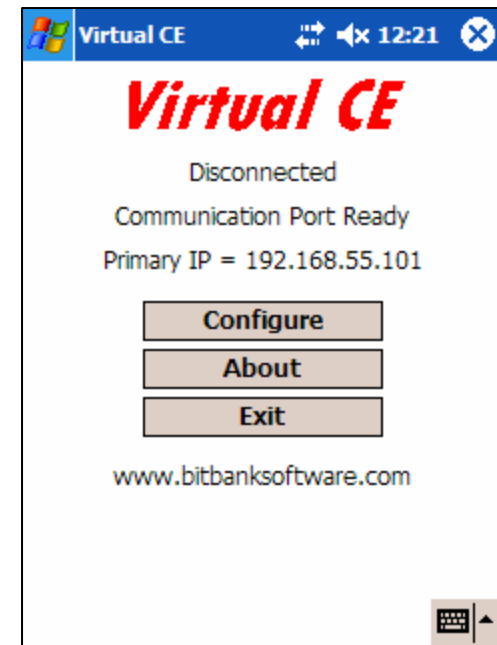 Virtual CE 12:21
Virtual CE
Disconnected
Communication Port Ready
Primary IP = 192.168.55.101
Configure
About
Exit
www.bitbanksoftware.com